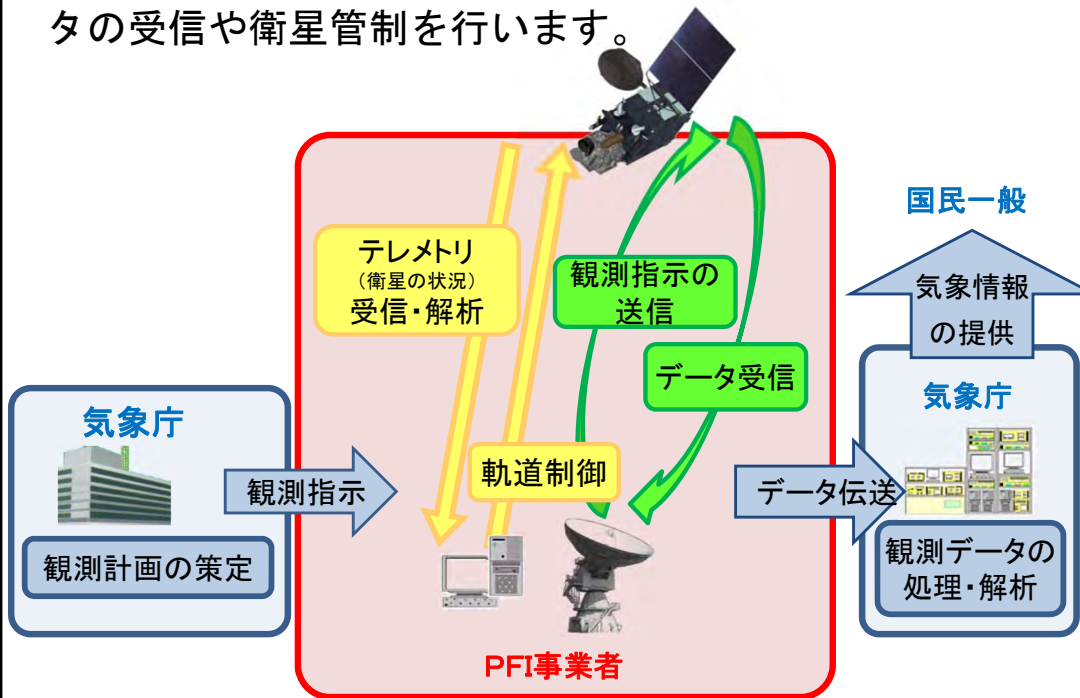 タの受信や衛星管制を行います。
国民一般
気象情報
の提供
テレメトリ
(衛星の状況)
受信・解析
観測指示の
送信
データ受信
気象庁
観測計画の策定
観測指示
軌道制御
データ伝送
気象庁
観測データの
処理・解析
PFI事業者